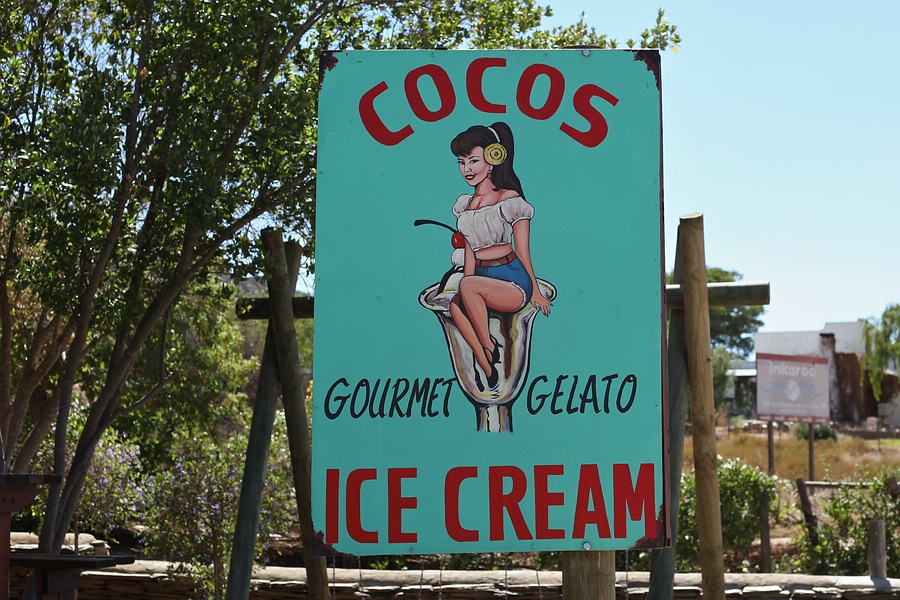 COCOS
GOURMET GELATO
ICE CREAM
Inkaroo